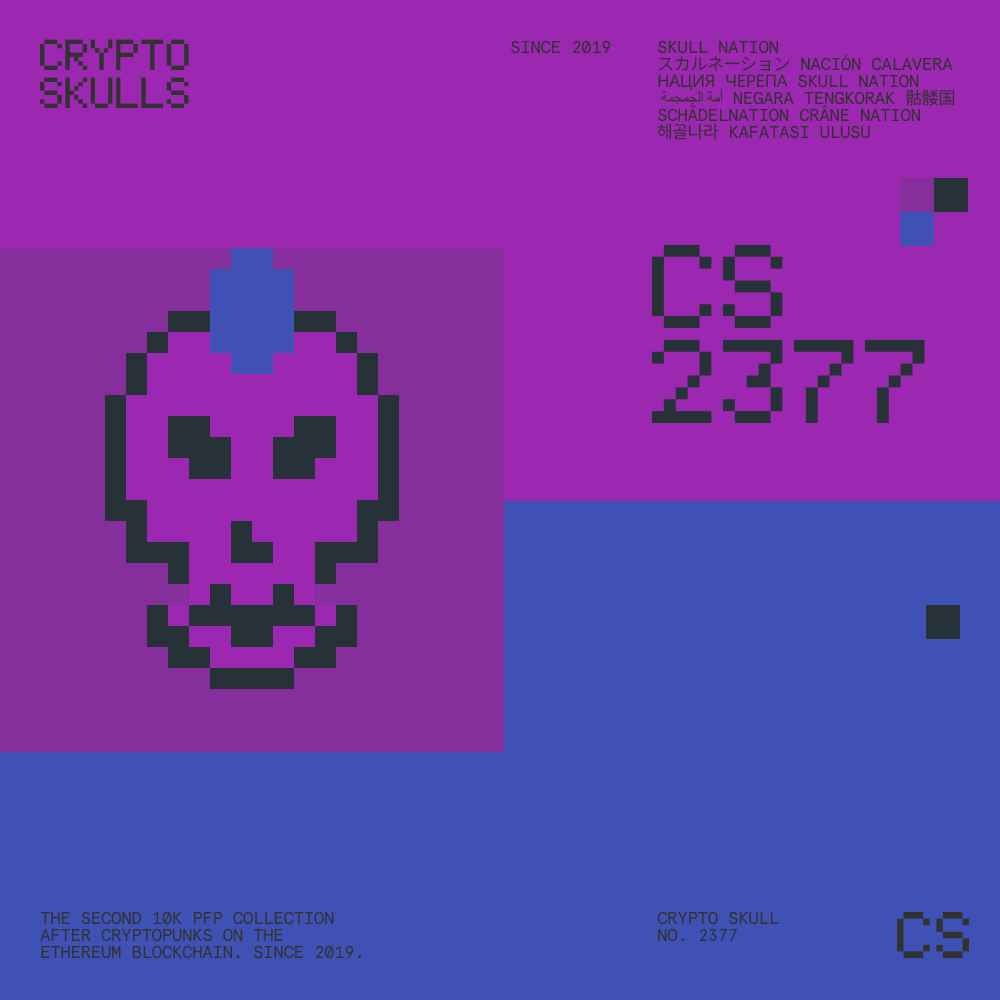 CRYPTO
SKULLS
SINCE 2019
SKULL NATION
スカルネーション NACIÓN CALAVERA
НАЦИЯ ЧЕРЕПА SKULL NATION
أمة الجمجمة NEGARA TENGKORAK 骷髅国
SCHÄDELNATION CRÂNE NATION
해골나라 KAFATASI ULUSU
CS
2377
THE SECOND 10K PFP COLLECTION
AFTER CRYPTOPUNKS ON THE
ETHEREUM BLOCKCHAIN. SINCE 2019.
CRYPTO SKULL
NO. 2377
CS